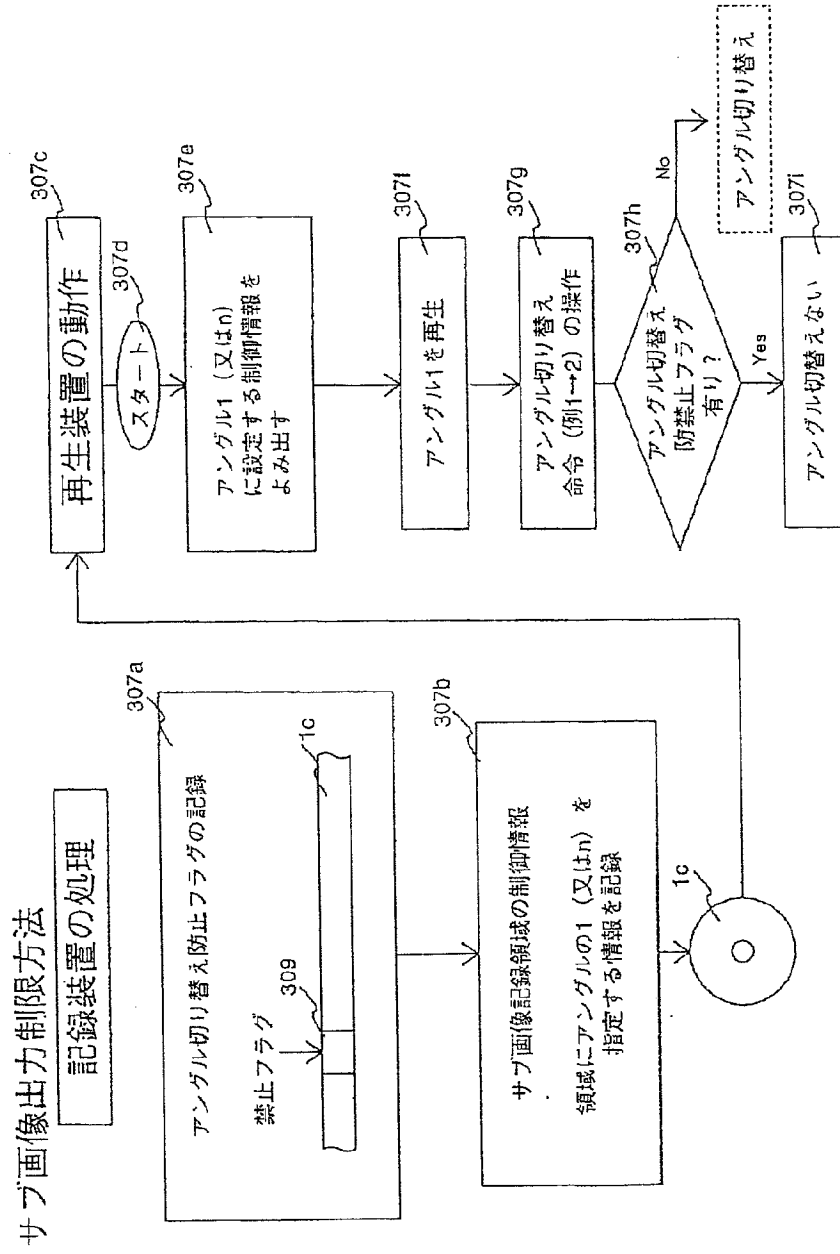 サブ画像出力制限方法
記録装置の処理
307a
アングル切り替え防止フラグの記録
禁止フラグ
309
1c
307b
サブ画像記録領域の制御情報
領域にアングルの1（又はn）を
指定する情報を記録
1c
再生装置の動作
307c
スタート
307d
307e
アングル1（又はn）
に設定する制御情報を
よみ出す
307f
アングル1を再生
307g
アングル切り替え
命令（例1→2）の操作
307h
アングル切替え
防禁止フラグ
有り？
No
アングル切り替え
Yes
307i
アングル切替えない